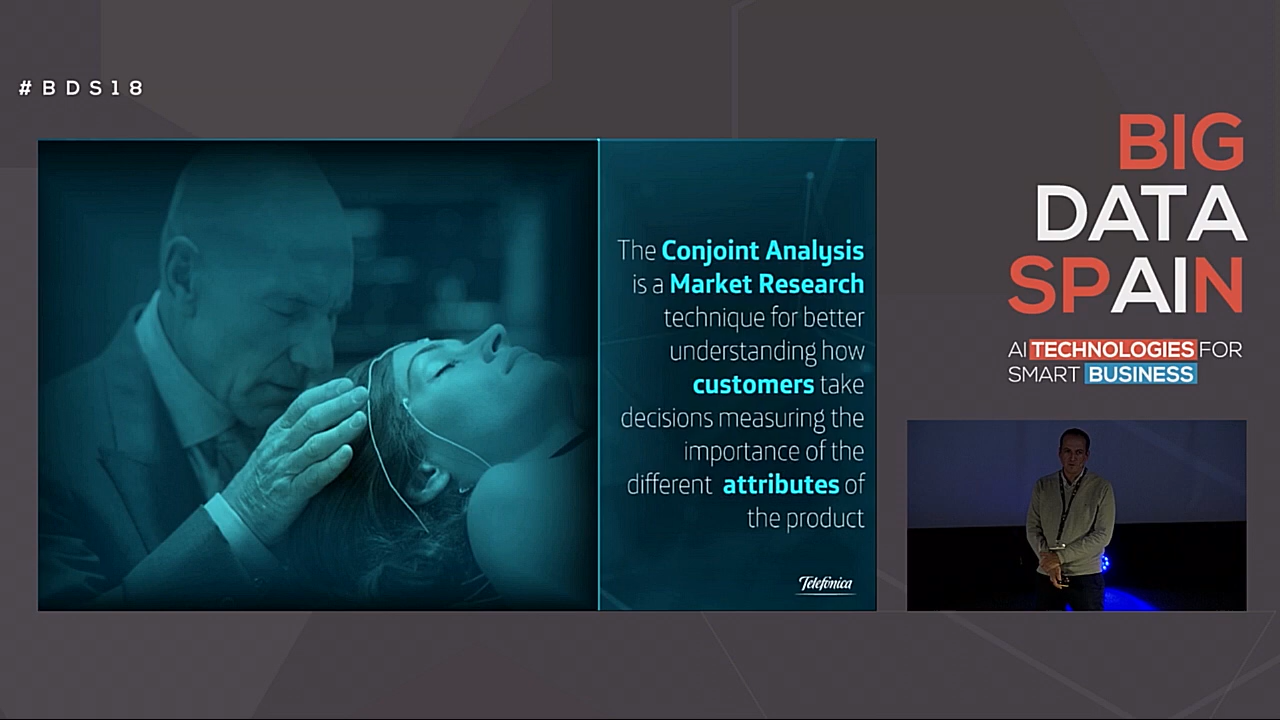 #BDS18
The Conjoint Analysis
is a Market Research
technique for better
understanding how
customers take
decisions measuring the
importance of the
different attributes of
the product
Telefónica
BIG
DATA
SPAIN
AI TECHNOLOGIES FOR
SMART BUSINESS